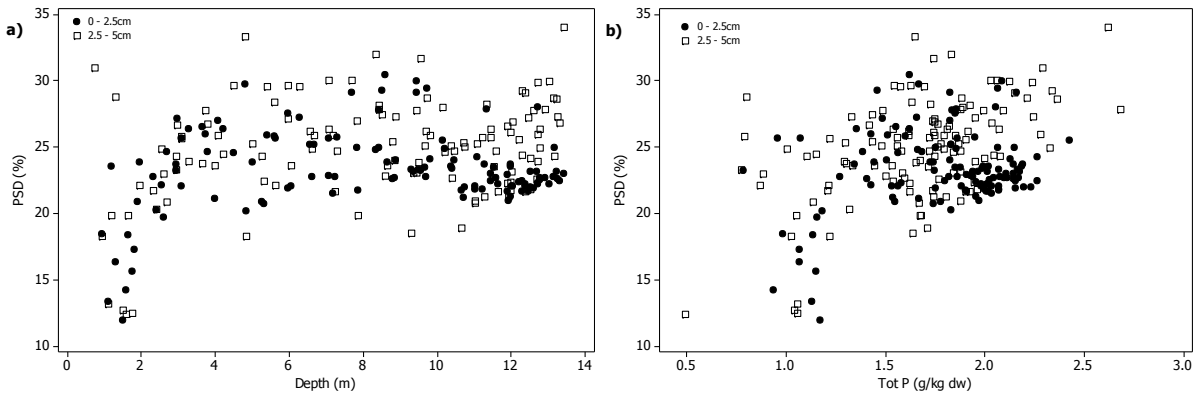 a)
0 - 2.5cm
2.5 - 5cm
PSD (%)
35
30
25
20
15
10
0 2 4 6 8 10 12 14
Depth (m)
b)
0 - 2.5cm
2.5 - 5cm
PSD (%)
35
30
25
20
15
10
0.5 1.0 1.5 2.0 2.5 3.0
Tot P (g/kg dw)